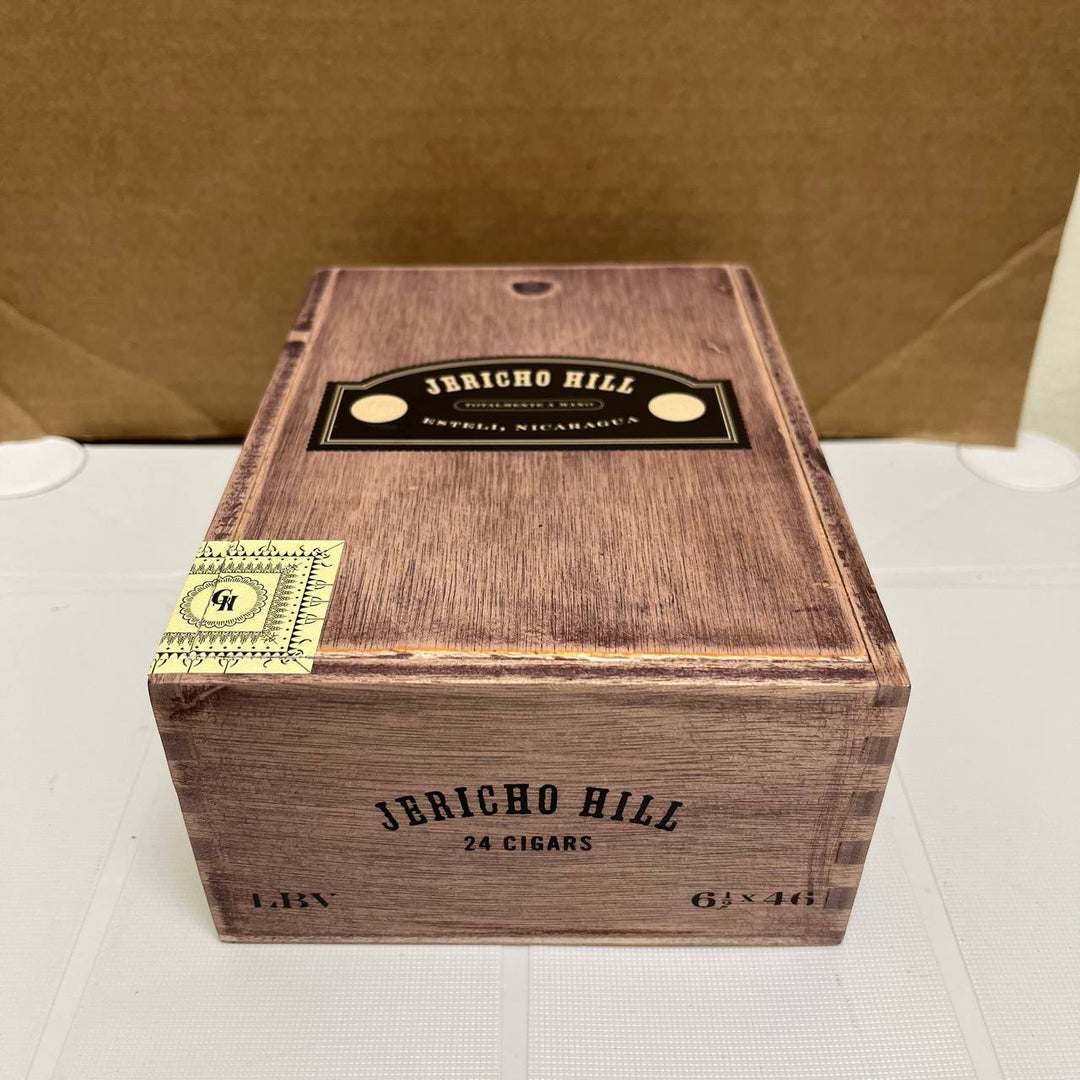 JERICHO HILL
TOTALMENTE A MANO
ESTELI, NICARAGUA
CH
JERICHO HILL
24 CIGARS
LBV
6½ x 46